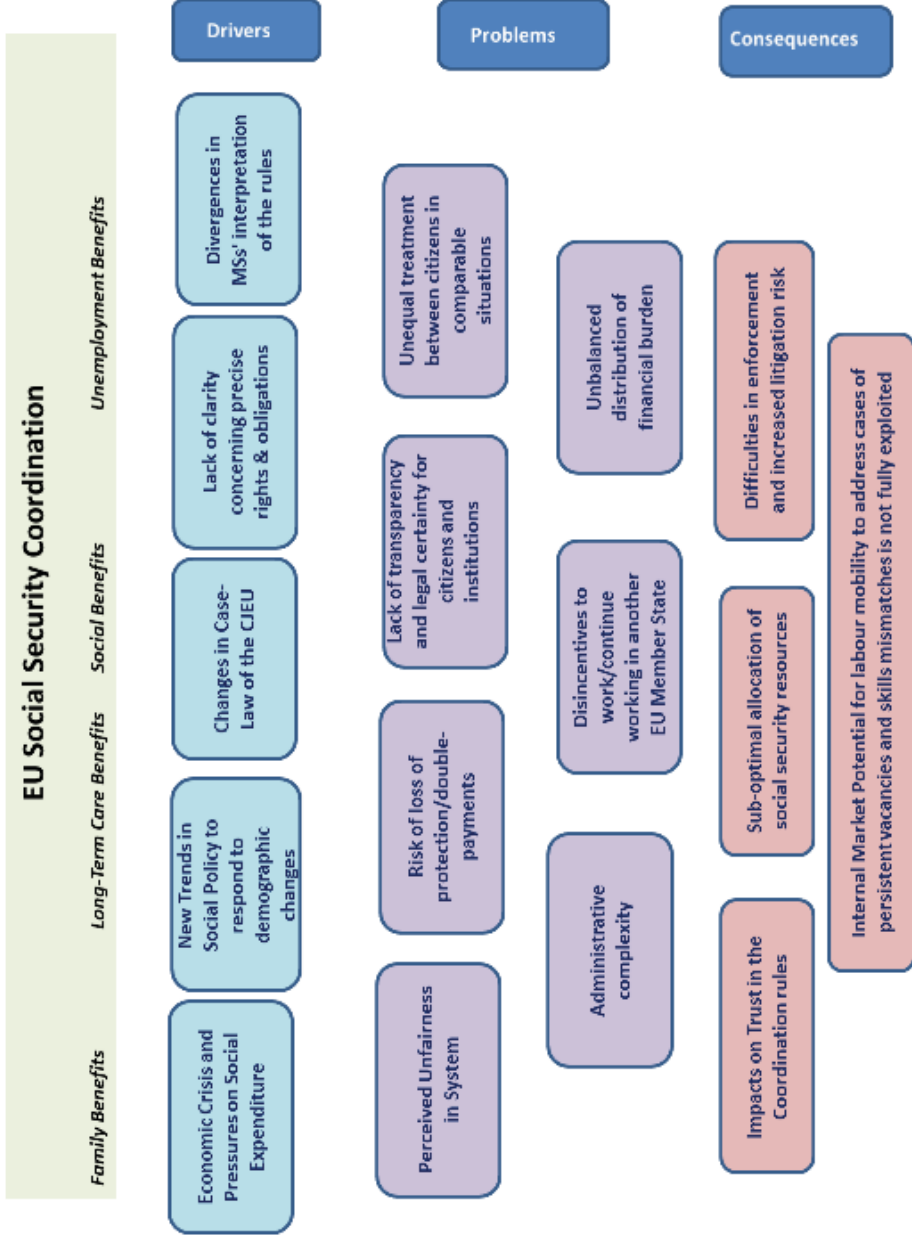 EU Social Security Coordination
Family Benefits
Long-Term Care Benefits
Social Benefits
Unemployment Benefits
Economic Crisis and
Pressures on Social
Expenditure
New Trends in
Social Policy to
respond to
demographic
changes
Changes in Case-
Law of the CJEU
Lack of clarity
concerning precise
rights & obligations
Divergences in
MSs' interpretation
of the rules
Drivers
Perceived Unfairness
in System
Risk of loss of
protection/double-
payments
Lack of transparency
and legal certainty for
citizens and
institutions
Unequal treatment
between citizens in
comparable
situations
Problems
Administrative
complexity
Disincentives to
work/continue
working in another
EU Member State
Unbalanced
distribution of
financial burden
Impacts on Trust in the
Coordination rules
Sub-optimal allocation of
social security resources
Difficulties in enforcement
and increased litigation risk
Consequences
Internal Market Potential for labour mobility to address cases of
persistent vacancies and skills mismatches is not fully exploited